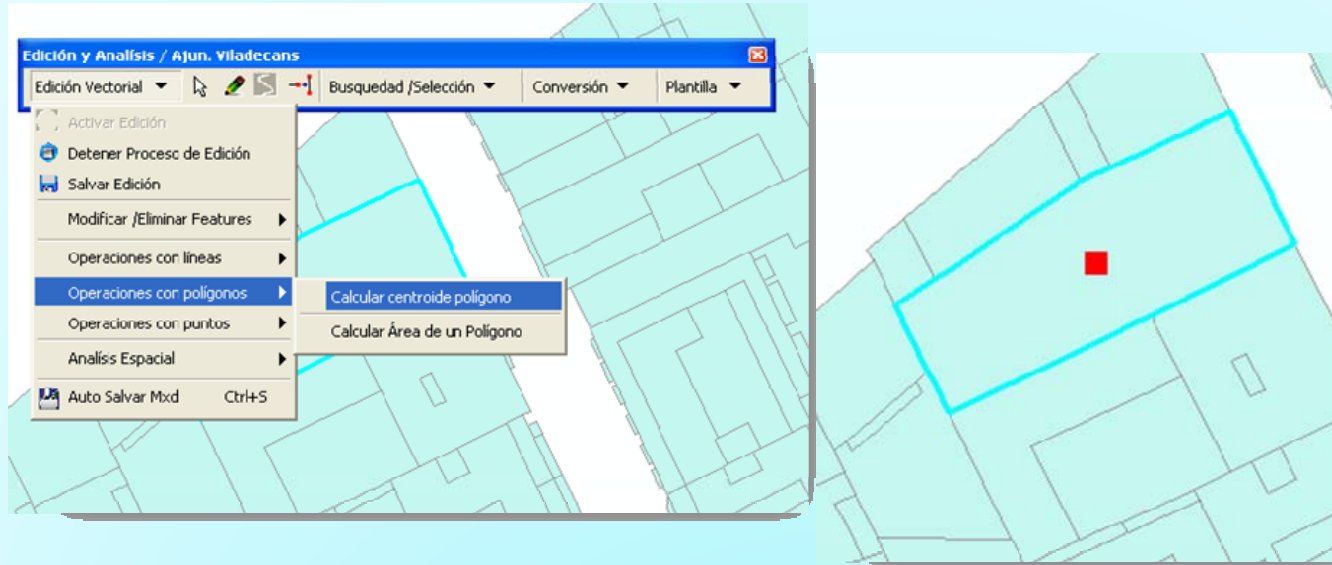 Edición y Analísis / Ajun. Viladecans
Edición Vectorial Busquedad /Selección Conversión Plantilla
Activar Edición
Detener Proceso de Edición
Salvar Edición
Modificar /Eliminar Features
Operaciones con líneas
Operaciones con polígonos
Calcular centroide polígono
Operaciones con puntos
Calcular Área de un Polígono
Analíss Espacial
Auto Salvar Mxd Ctrl+S